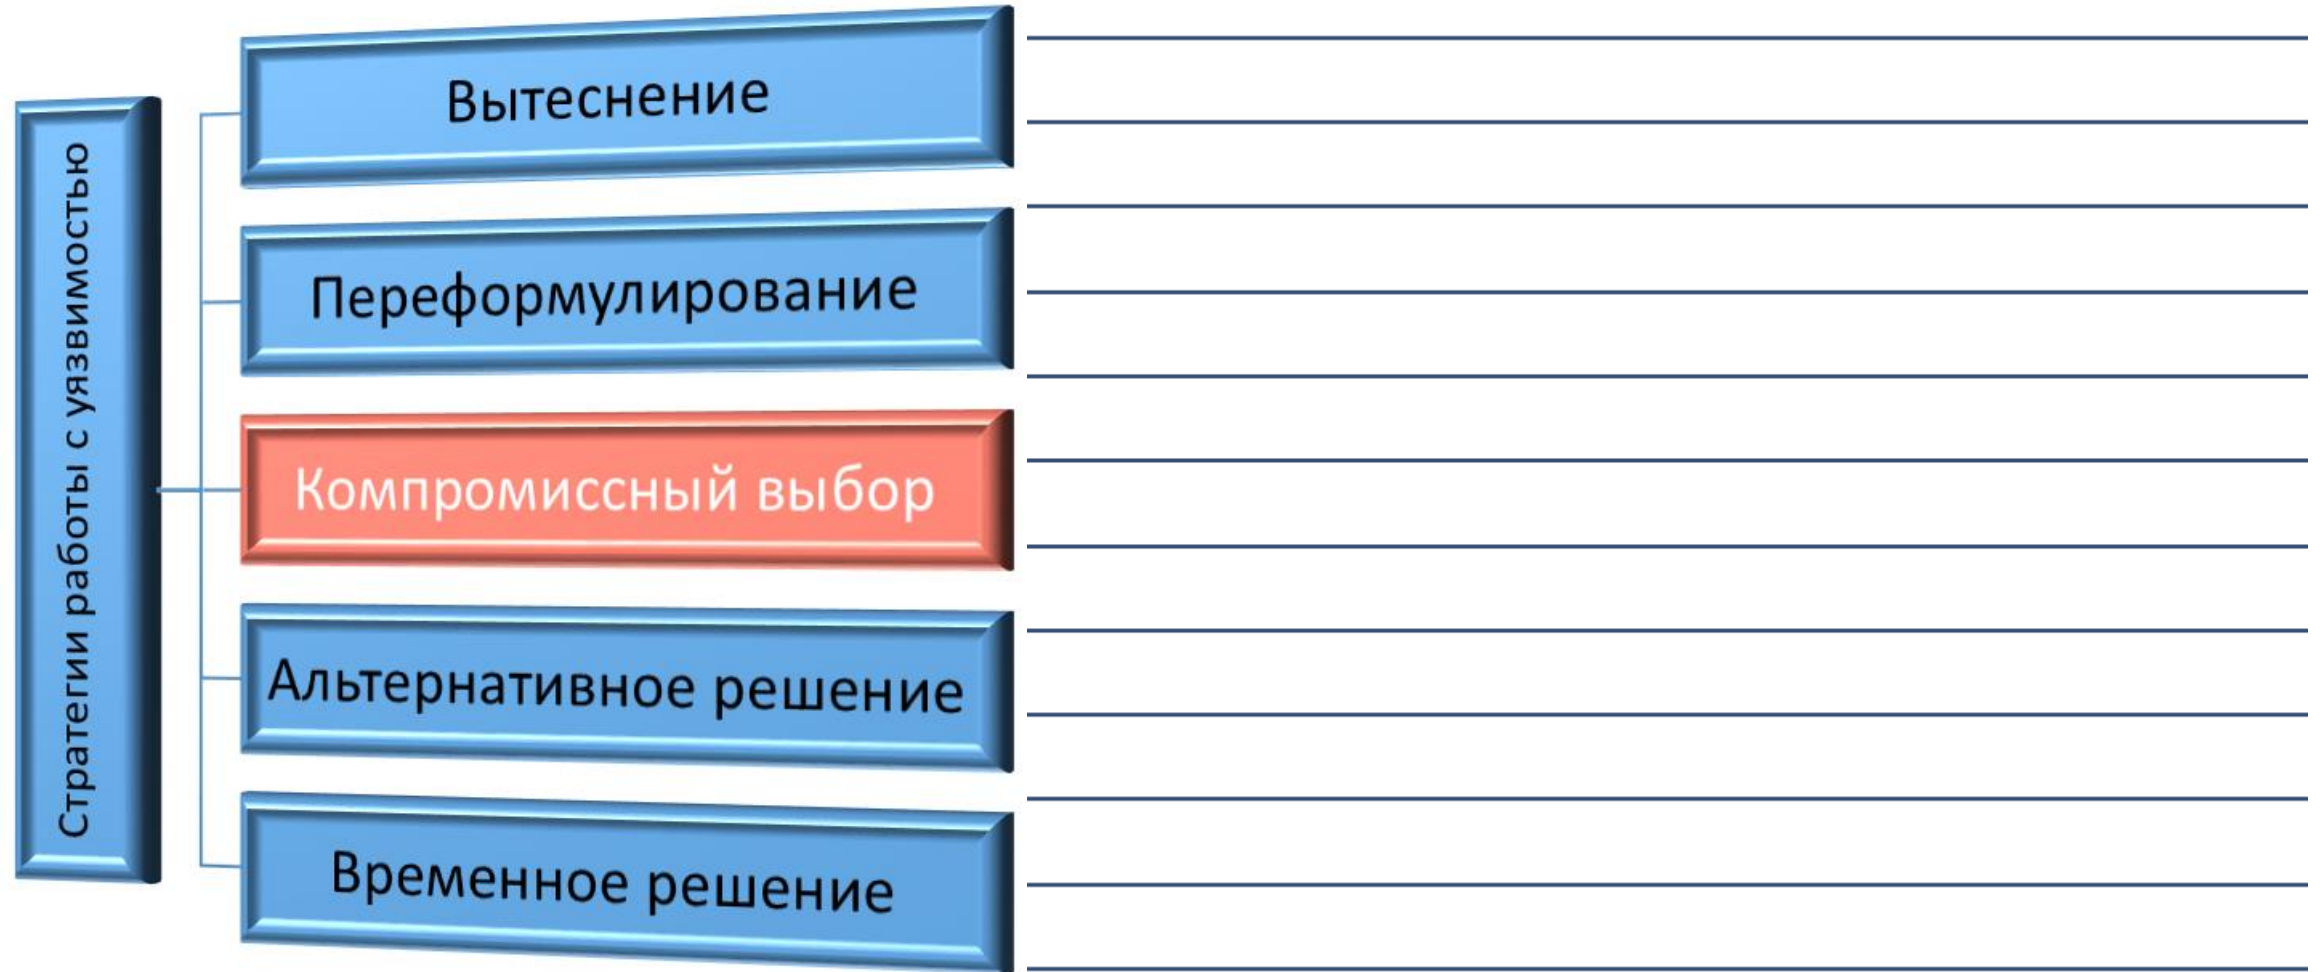 Стратегии работы с уязвимостью
Вытеснение
Переформулирование
Компромиссный выбор
Альтернативное решение
Временное решение